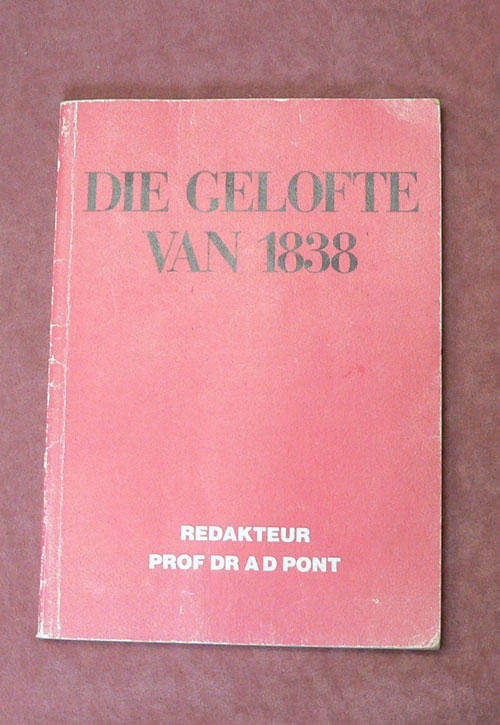 DIE GELOFTE
VAN 1838
REDAKTEUR
PROF DR A D PONT